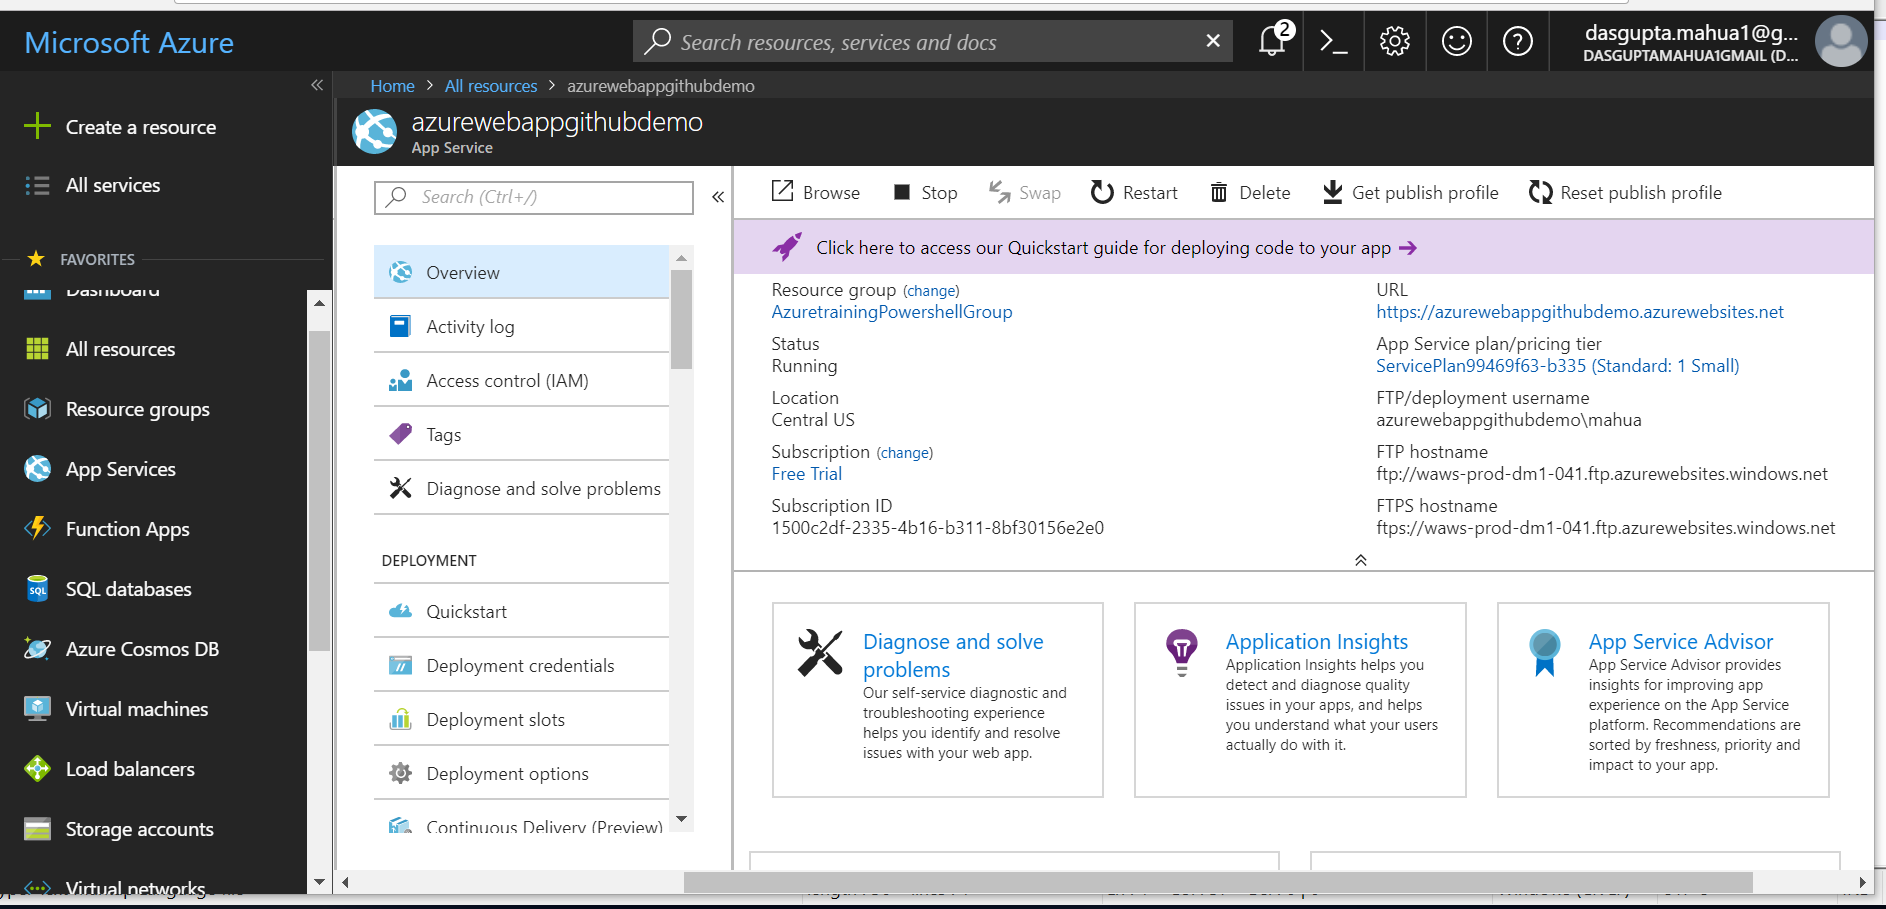 Microsoft Azure
Search resources, services and docs
2
dasgupta.mahua1@g...
DASGUPTAMAHUA1GMAIL (D...
Home > All resources > azurewebappgithubdemo
azurewebappgithubdemo
App Service
Create a resource
All services
FAVORITES
Dashboard
All resources
Resource groups
App Services
Function Apps
SQL databases
Azure Cosmos DB
Virtual machines
Load balancers
Storage accounts
Virtual networks
Search (Ctrl+/)
Overview
Activity log
Access control (IAM)
Tags
Diagnose and solve problems
DEPLOYMENT
Quickstart
Deployment credentials
Deployment slots
Deployment options
Continuous Delivery (Preview)
Browse Stop Swap Restart Delete Get publish profile Reset publish profile
Click here to access our Quickstart guide for deploying code to your app
Resource group (change)
AzuretrainingPowershellGroup
Status
Running
Location
Central US
Subscription (change)
Free Trial
Subscription ID
1500c2df-2335-4b16-b311-8bf30156e2e0
URL
https://azurewebappgithubdemo.azurewebsites.net
App Service plan/pricing tier
ServicePlan99469f63-b335 (Standard: 1 Small)
FTP/deployment username
azurewebappgithubdemo\mahua
FTP hostname
ftp://waws-prod-dm1-041.ftp.azurewebsites.windows.net
FTPS hostname
ftps://waws-prod-dm1-041.ftp.azurewebsites.windows.net
Diagnose and solve
problems
Our self-service diagnostic and
troubleshooting experience
helps you identify and resolve
issues with your web app.
Application Insights
Application Insights helps you
detect and diagnose quality
issues in your apps, and helps
you understand what your users
actually do with it.
App Service Advisor
App Service Advisor provides
insights for improving app
experience on the App Service
platform. Recommendations are
sorted by freshness, priority and
impact to your app.